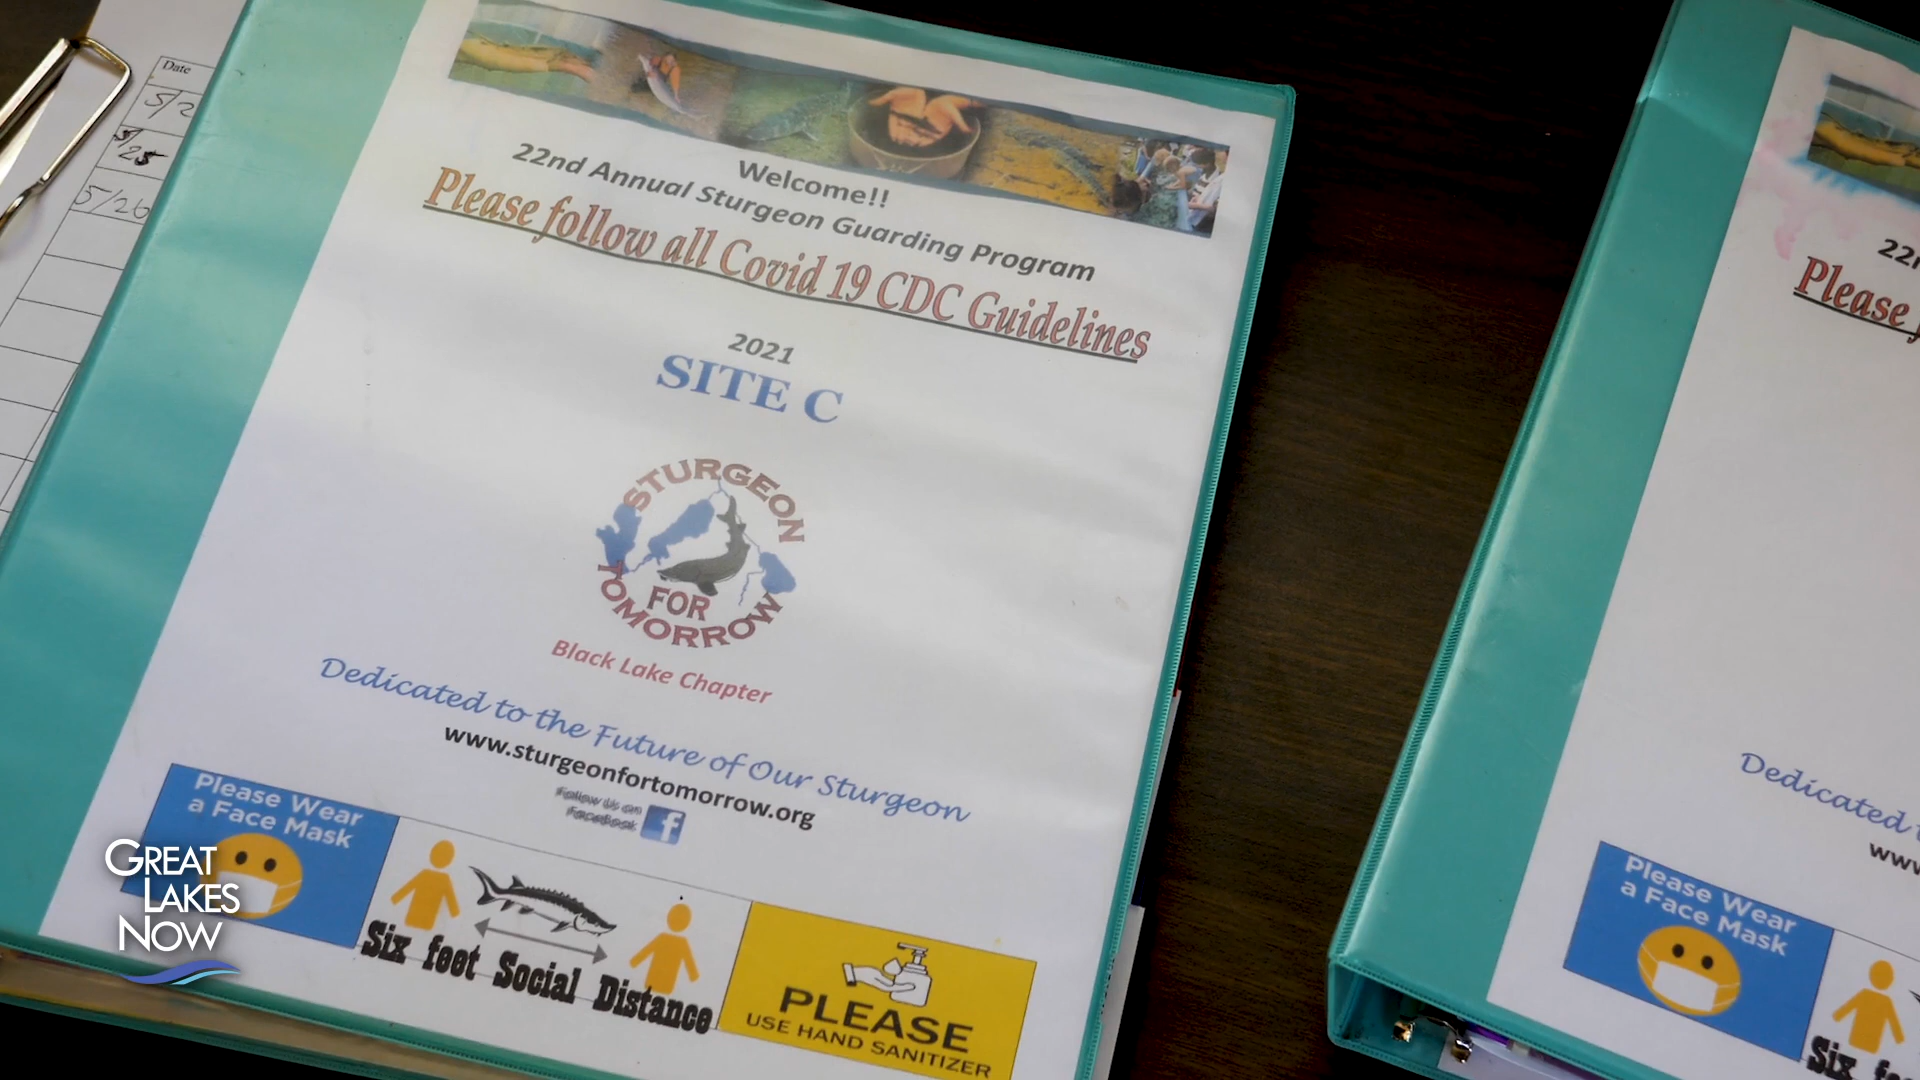 Date
5/2
5/25
5/26
Welcome!!
22nd Annual Sturgeon Guarding Program
Please follow all Covid 19 CDC Guidelines
2021
SITE C
STURGEON
FOR
TOMORROW
Black Lake Chapter
Dedicated to the Future of Our Sturgeon
www.sturgeonfortomorrow.org
Follow Us on
FaceBook
f
Please Wear
a Face Mask
Six feet Social Distance
PLEASE
USE HAND SANITIZER
GREAT
LAKES
NOW
Please
Dedicated
www
Please Wear
a Face Mask
Six